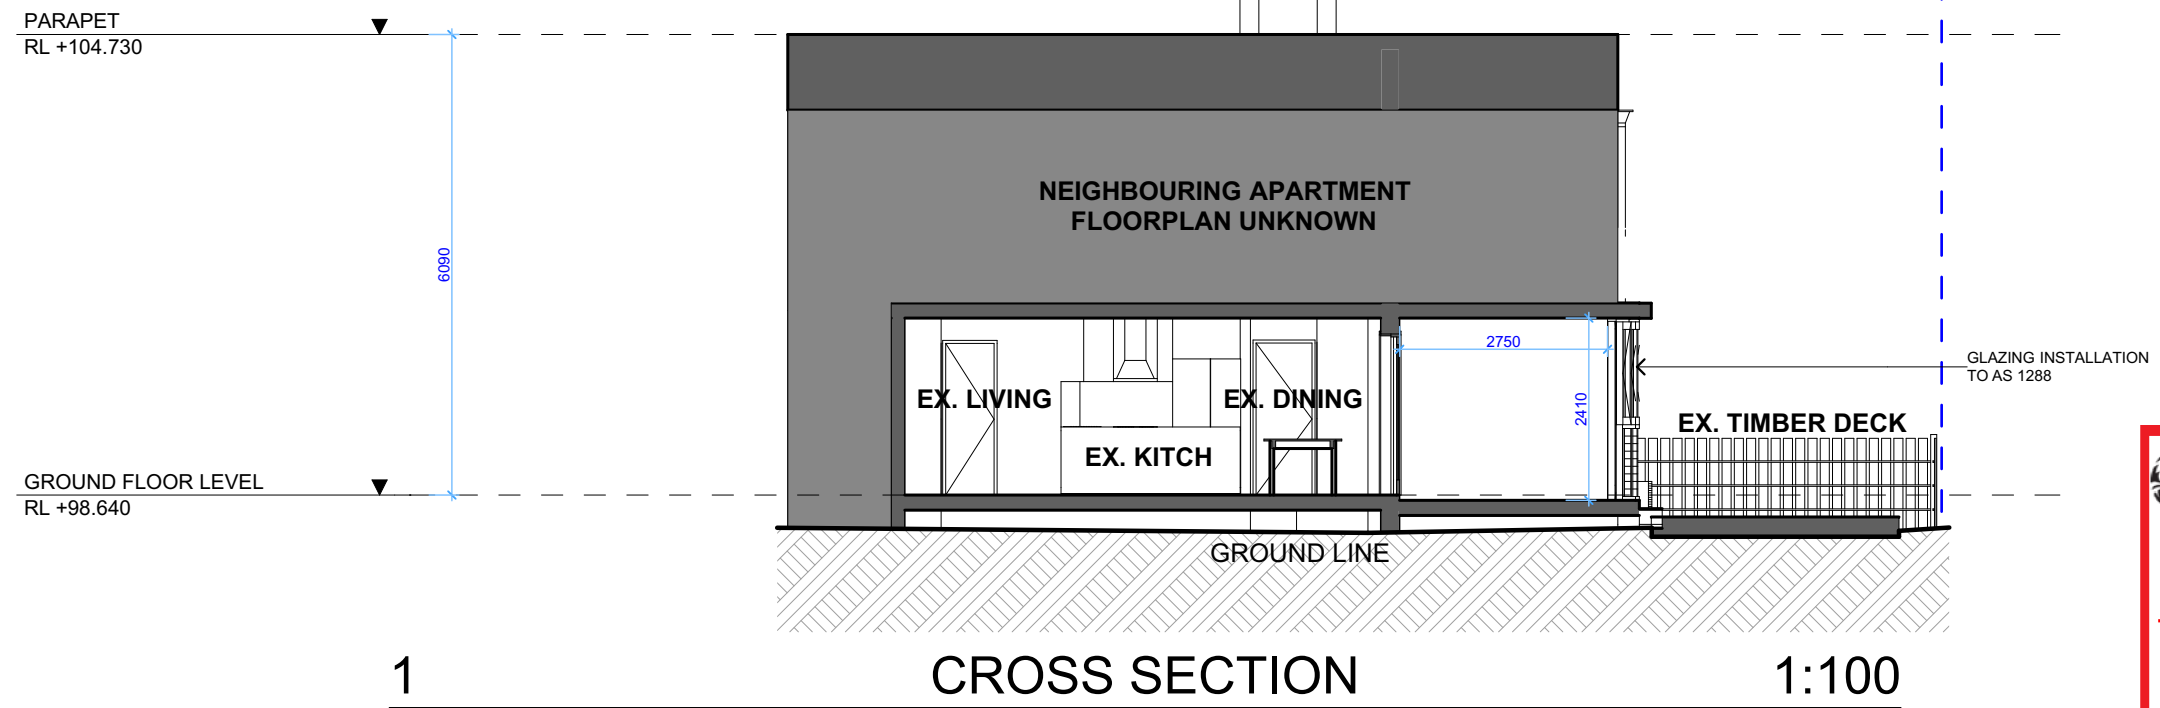 PARAPET
RL +104.730
6090
NEIGHBOURING APARTMENT
FLOORPLAN UNKNOWN
2750
GLAZING INSTALLATION
TO AS 1288
2410
EX. LIVING
EX. DINING
EX. TIMBER DECK
EX. KITCH
GROUND FLOOR LEVEL
RL +98.640
GROUND LINE
1 CROSS SECTION 1:100